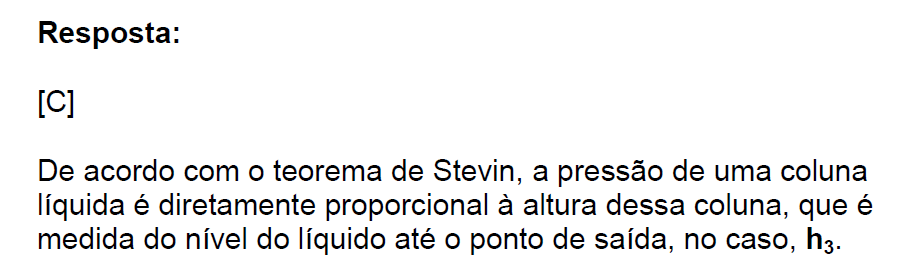 Resposta:
[C]
De acordo com o teorema de Stevin, a pressão de uma coluna
líquida é diretamente proporcional à altura dessa coluna, que é
medida do nível do líquido até o ponto de saída, no caso, h₃.